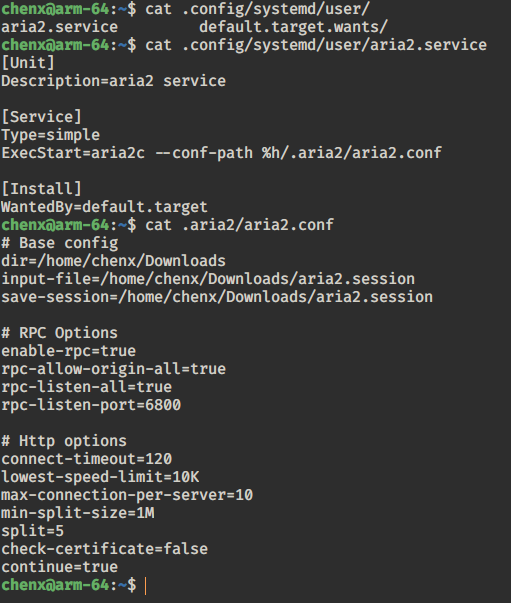 chenx@arm-64:~$ cat .config/systemd/user/
aria2.service         default.target.wants/
chenx@arm-64:~$ cat .config/systemd/user/aria2.service
[Unit]
Description=aria2 service

[Service]
Type=simple
ExecStart=aria2c --conf-path %h/.aria2/aria2.conf

[Install]
WantedBy=default.target
chenx@arm-64:~$ cat .aria2/aria2.conf
# Base config
dir=/home/chenx/Downloads
input-file=/home/chenx/Downloads/aria2.session
save-session=/home/chenx/Downloads/aria2.session

# RPC Options
enable-rpc=true
rpc-allow-origin-all=true
rpc-listen-all=true
rpc-listen-port=6800

# Http options
connect-timeout=120
lowest-speed-limit=10K
max-connection-per-server=10
min-split-size=1M
split=5
check-certificate=false
continue=true
chenx@arm-64:~$